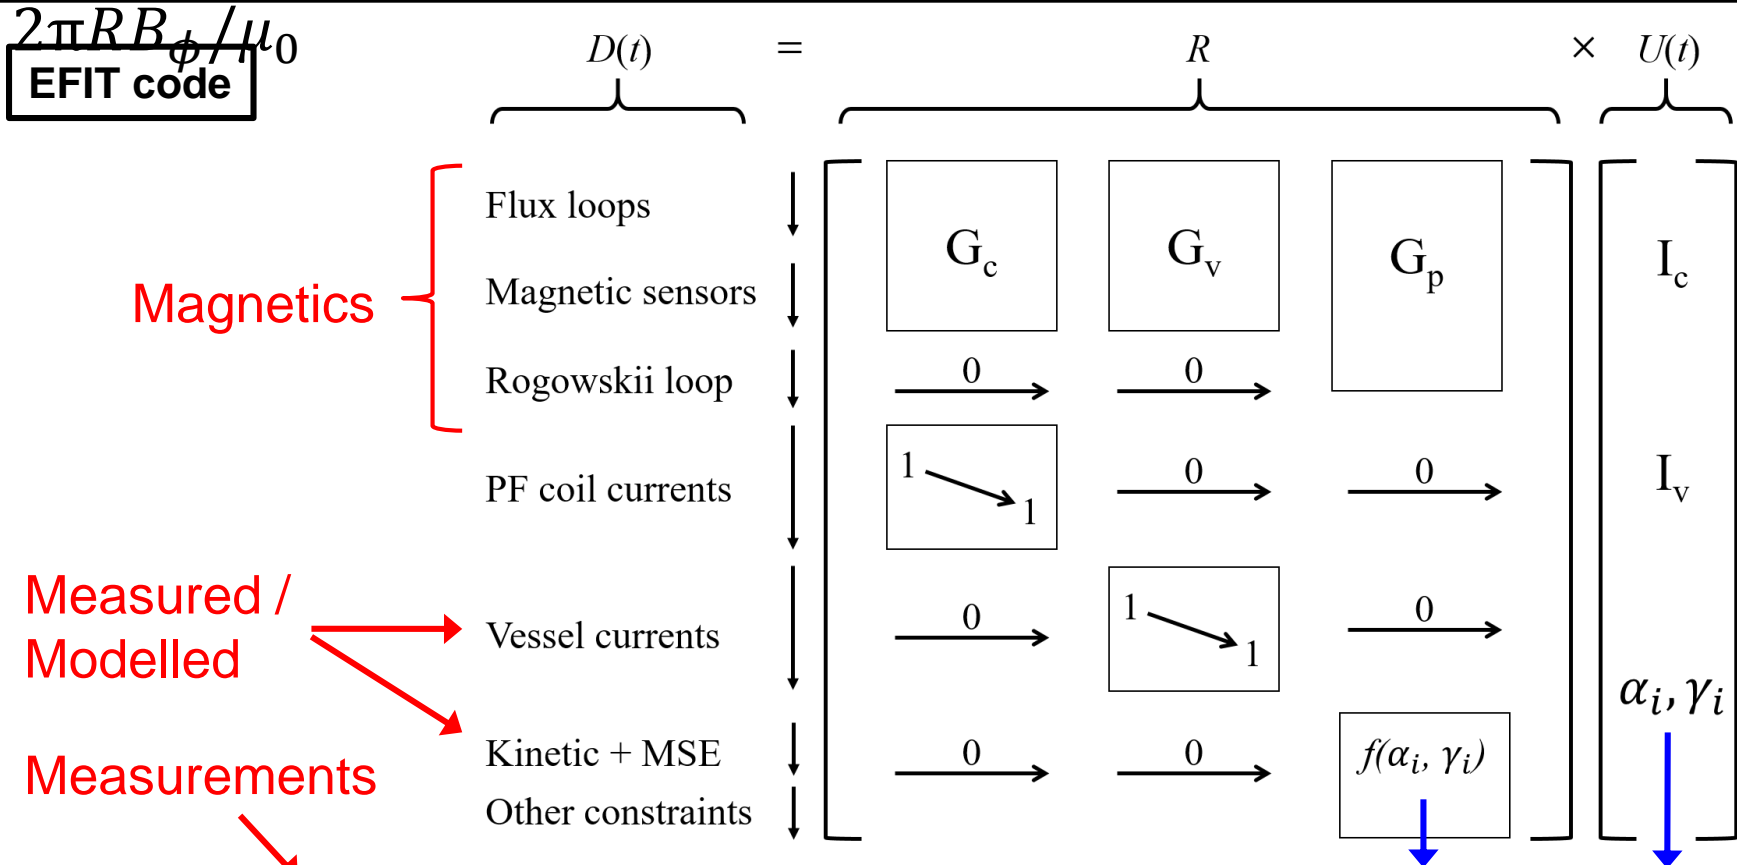 2πRB_ϕ/μ_0
EFIT code
D(t) = R × U(t)
Flux loops
Magnetic sensors
Rogowskii loop
PF coil currents
Vessel currents
Kinetic + MSE
Other constraints
Magnetics
Measured /
Modelled
Measurements
G_c G_v G_p I_c
0 0
1 1 0 0 I_v
0 1 1 0
α_i, γ_i
0 0 f(α_i, γ_i)